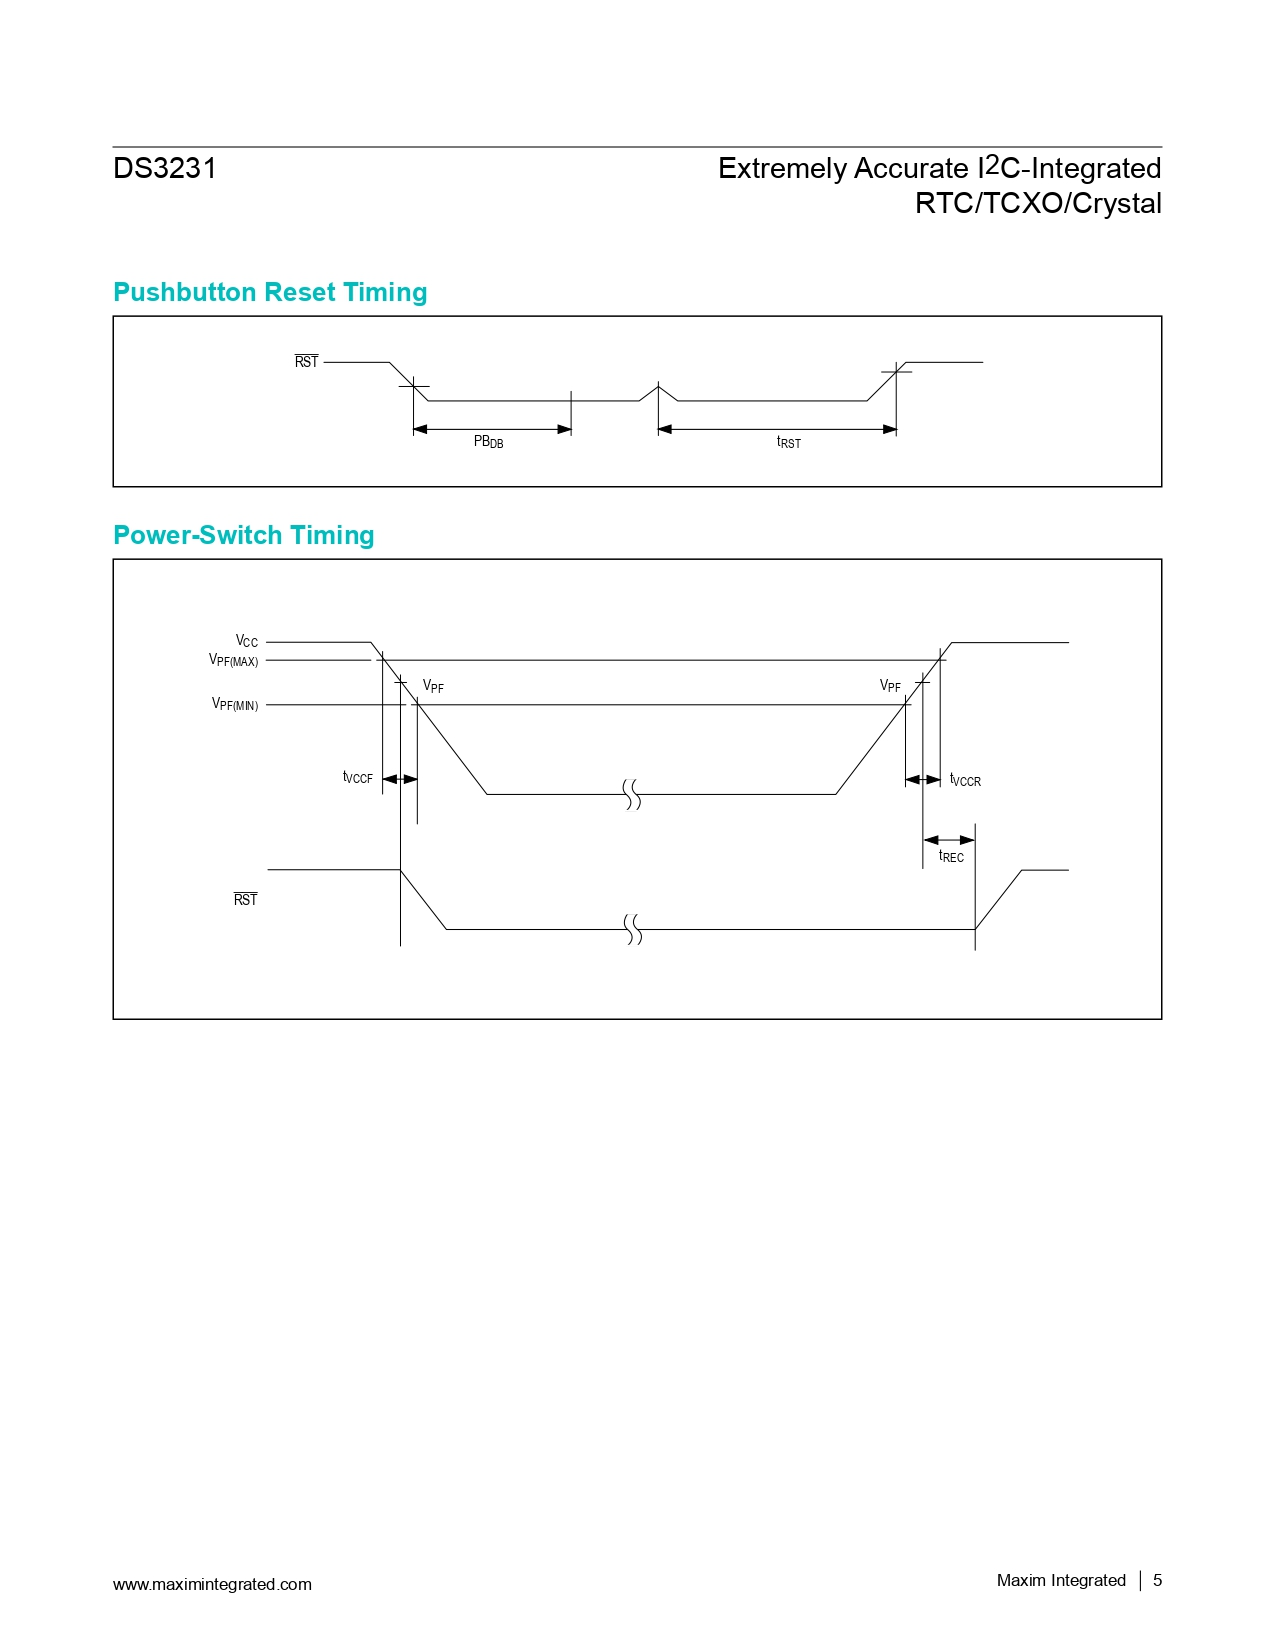 DS3231
Extremely Accurate I2C-Integrated
RTC/TCXO/Crystal
Pushbutton Reset Timing
RST
PBDB
tRST
Power-Switch Timing
VCC
VPF(MAX)
VPF
VPF
VPF(MIN)
tVCCF
tVCCR
tREC
RST
www.maximintegrated.com
Maxim Integrated | 5